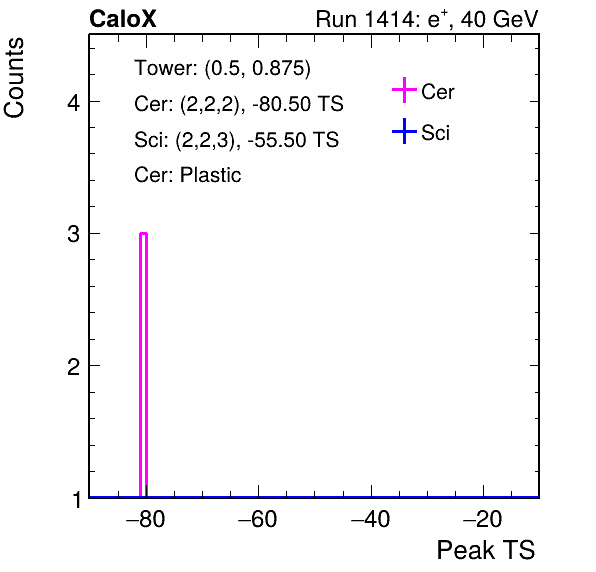 CaloX Run 1414: e⁺, 40 GeV
Counts
Tower: (0.5, 0.875)
Cer: (2,2,2), -80.50 TS
Sci: (2,2,3), -55.50 TS
Cer: Plastic
Cer
Sci
4
3
2
1
−80 −60 −40 −20
Peak TS